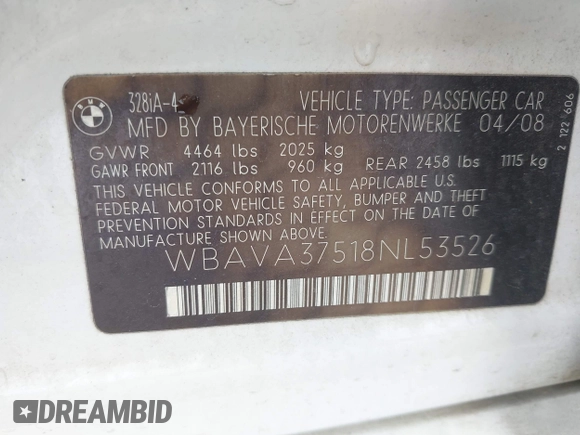 BMW
328iA-4
VEHICLE TYPE: PASSENGER CAR
MFD BY BAYERISCHE MOTORENWERKE 04/08
GVWR 4464 lbs 2025 kg
GAWR FRONT 2116 lbs 960 kg REAR 2458 lbs 1115 kg
THIS VEHICLE CONFORMS TO ALL APPLICABLE U.S.
FEDERAL MOTOR VEHICLE SAFETY, BUMPER AND THEFT
PREVENTION STANDARDS IN EFFECT ON THE DATE OF
MANUFACTURE SHOWN ABOVE.
WBAVA37518NL53526
2 122 606
DREAMBID